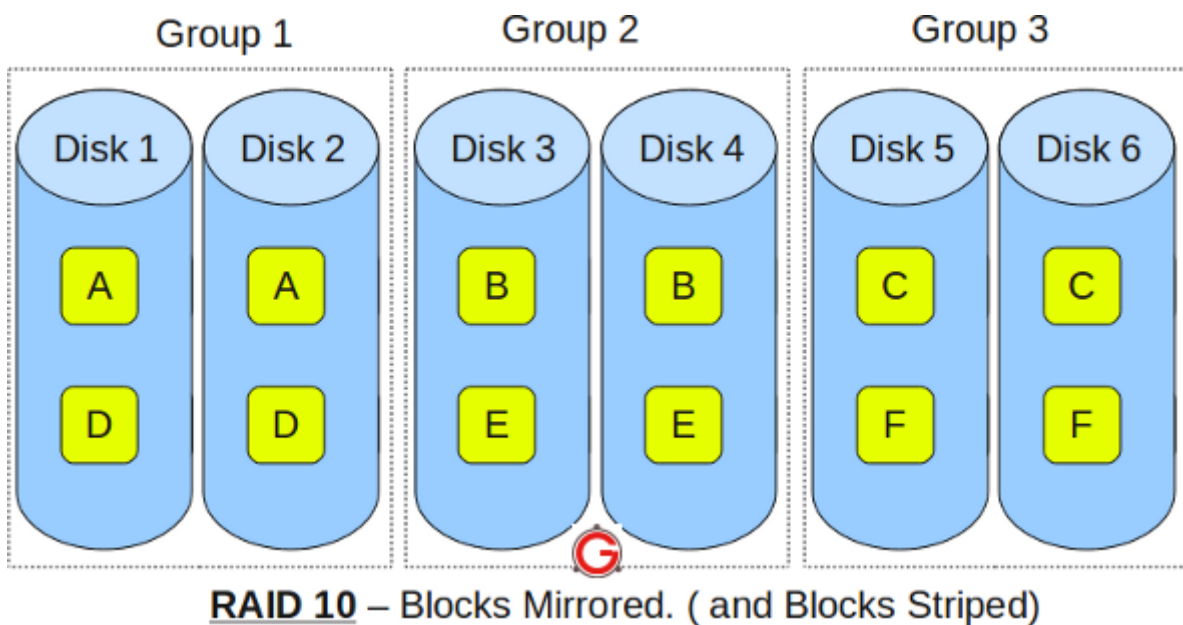 Group 1 Group 2 Group 3
Disk 1 Disk 2 Disk 3 Disk 4 Disk 5 Disk 6
A A B B C C
D D E E F F
G
RAID 10 – Blocks Mirrored. ( and Blocks Striped)